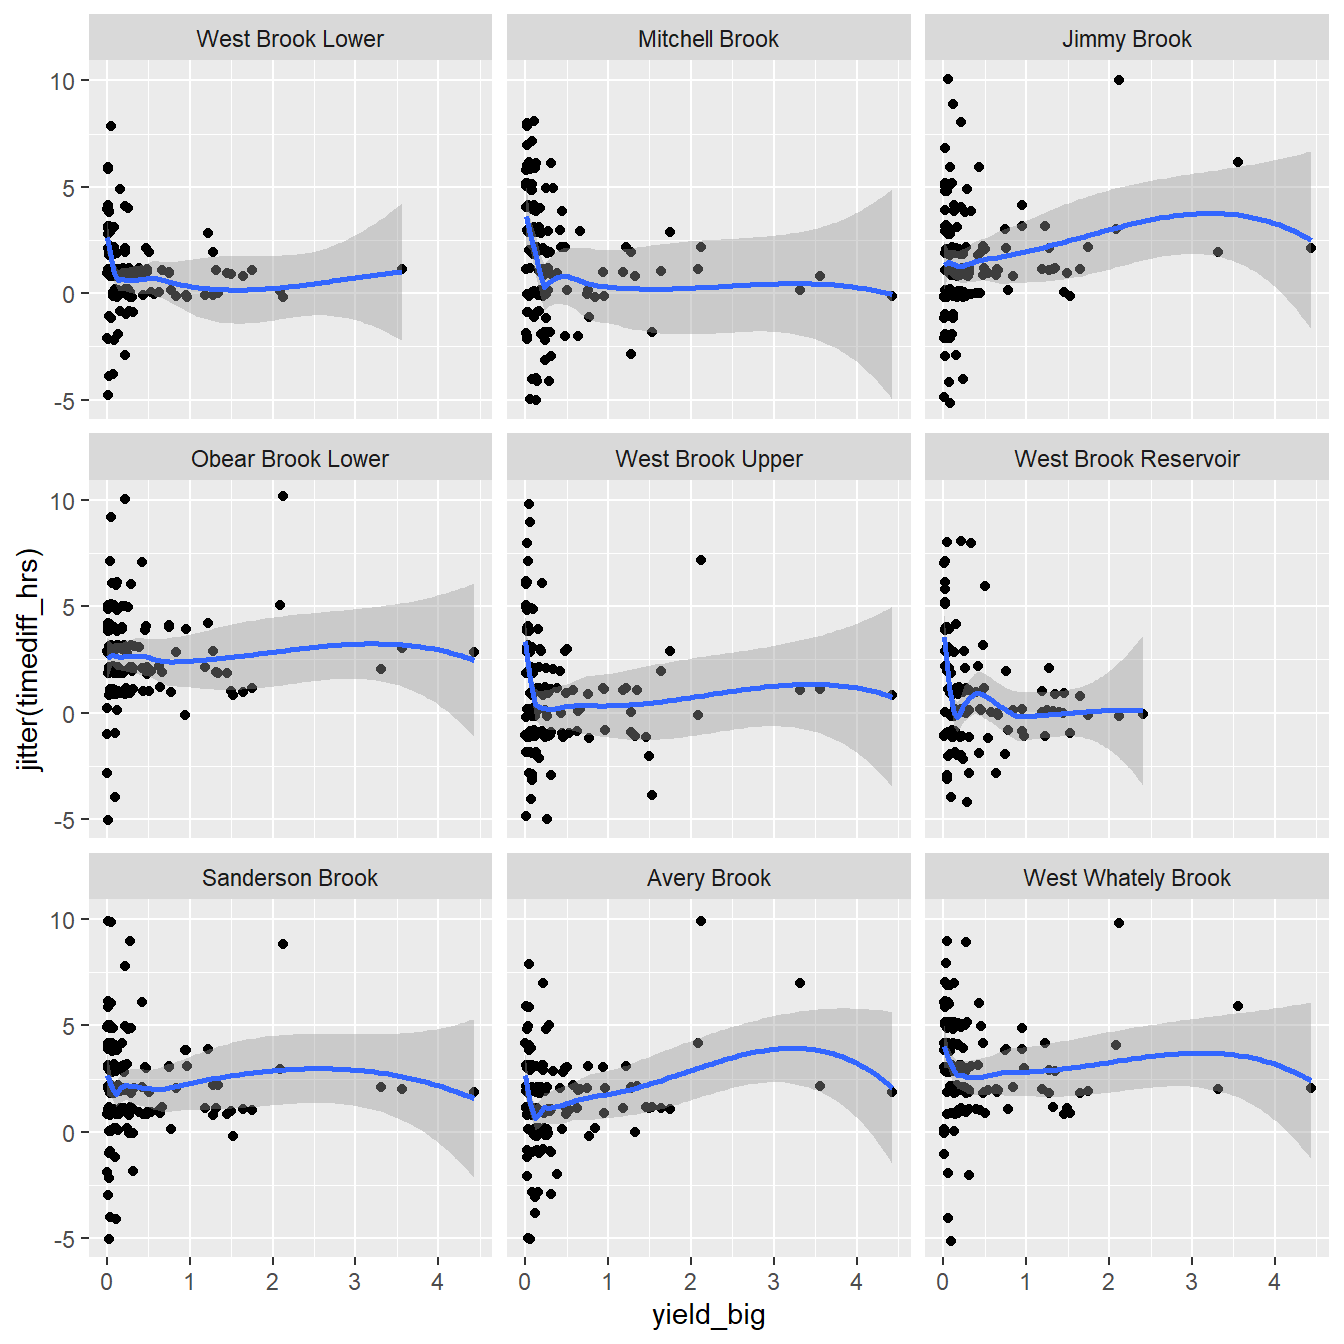 West Brook Lower
Mitchell Brook
Jimmy Brook
10
5
0
-5
Obear Brook Lower
West Brook Upper
West Brook Reservoir
10
5
0
-5
jitter(timediff_hrs)
Sanderson Brook
Avery Brook
West Whately Brook
10
5
0
-5
0 1 2 3 4
0 1 2 3 4
0 1 2 3 4
yield_big